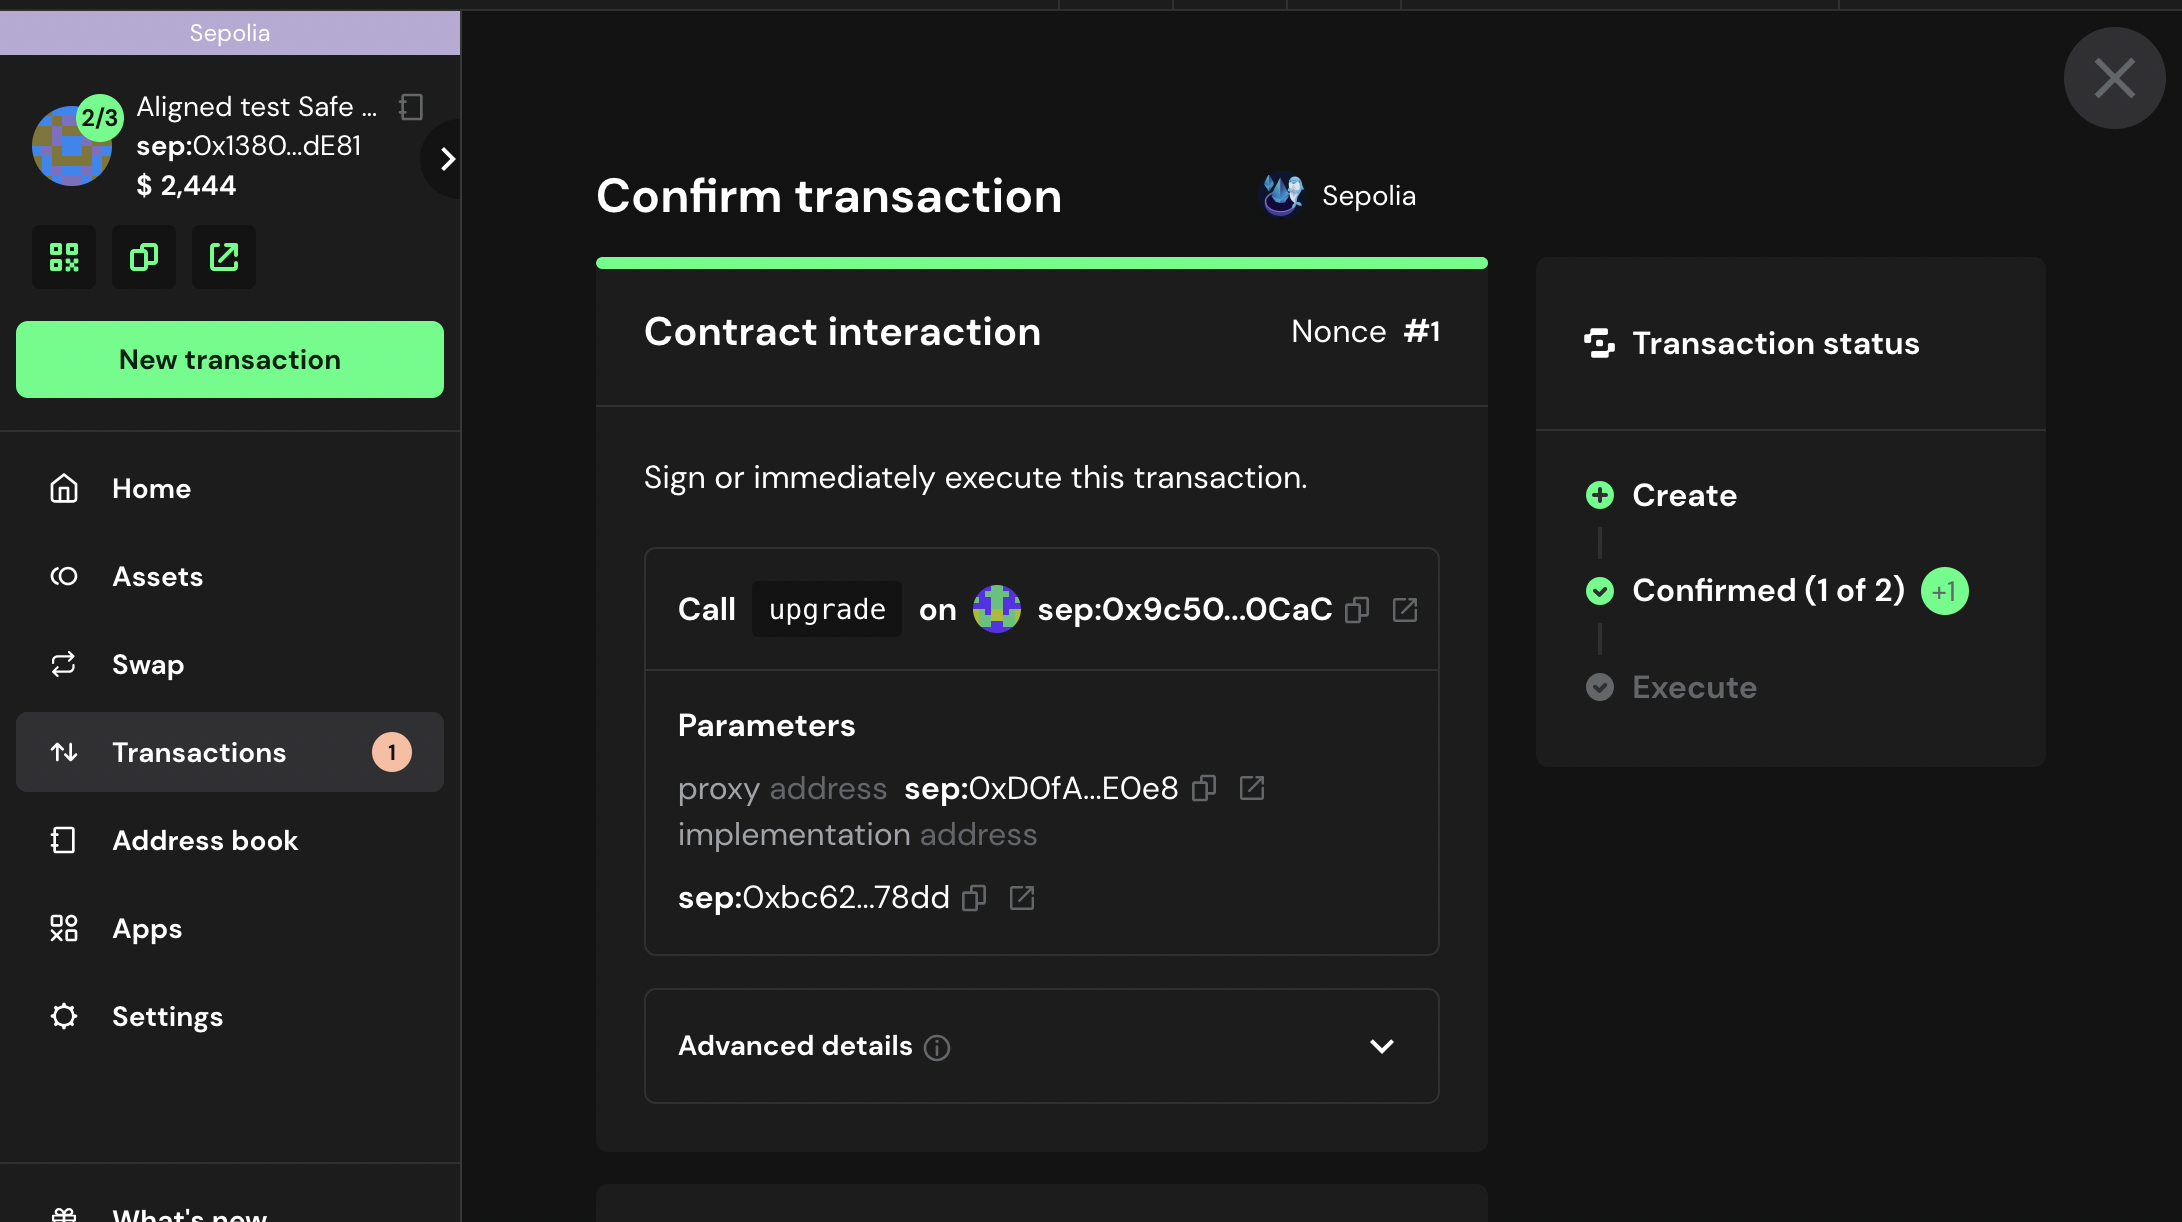 Sepolia
2/3
Aligned test Safe ...
sep:0x1380...dE81
$ 2,444
New transaction
Home
Assets
Swap
Transactions 1
Address book
Apps
Settings
What's new
Confirm transaction
Sepolia
Contract interaction
Nonce #1
Sign or immediately execute this transaction.
Call upgrade on sep:0x9c50...0CaC
Parameters
proxy address sep:0xD0fA...E0e8
implementation address
sep:0xbc62...78dd
Advanced details
Transaction status
Create
Confirmed (1 of 2) +1
Execute